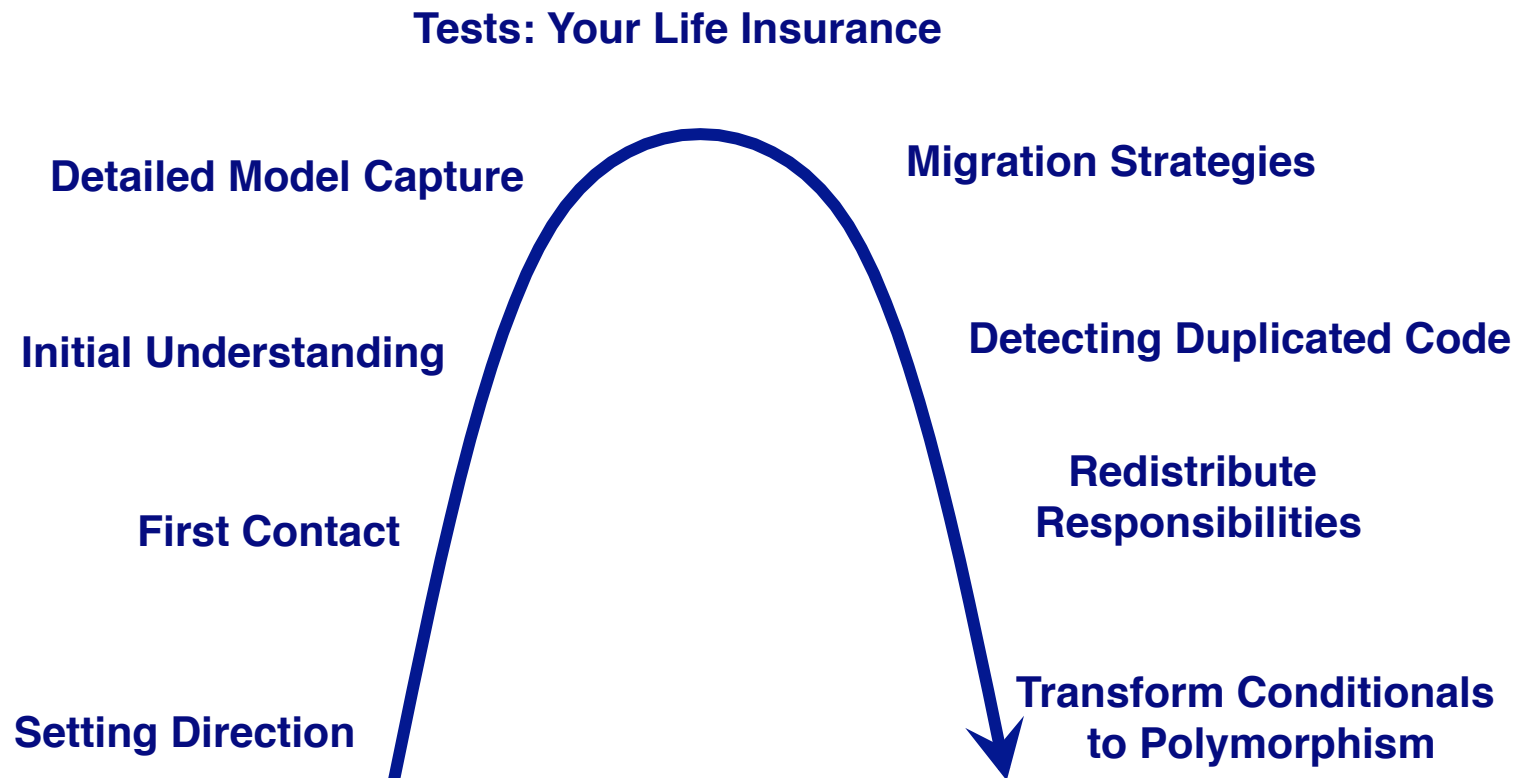 Tests: Your Life Insurance
Detailed Model Capture
Migration Strategies
Initial Understanding
Detecting Duplicated Code
First Contact
Redistribute
Responsibilities
Setting Direction
Transform Conditionals
to Polymorphism